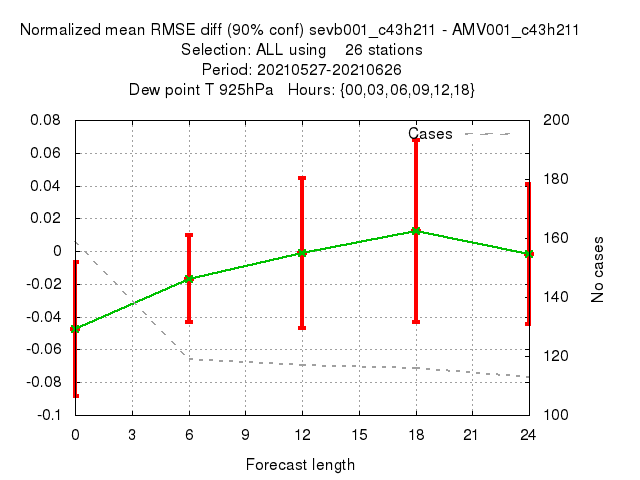 Normalized mean RMSE diff (90% conf) sevb001_c43h211 - AMV001_c43h211
Selection: ALL using    26 stations
Period: 20210527-20210626
Dew point T 925hPa   Hours: {00,03,06,09,12,18}
Cases
0.08
0.06
0.04
0.02
0
-0.02
-0.04
-0.06
-0.08
-0.1
200
180
160
140
120
100
No cases
0 3 6 9 12 15 18 21 24
Forecast length